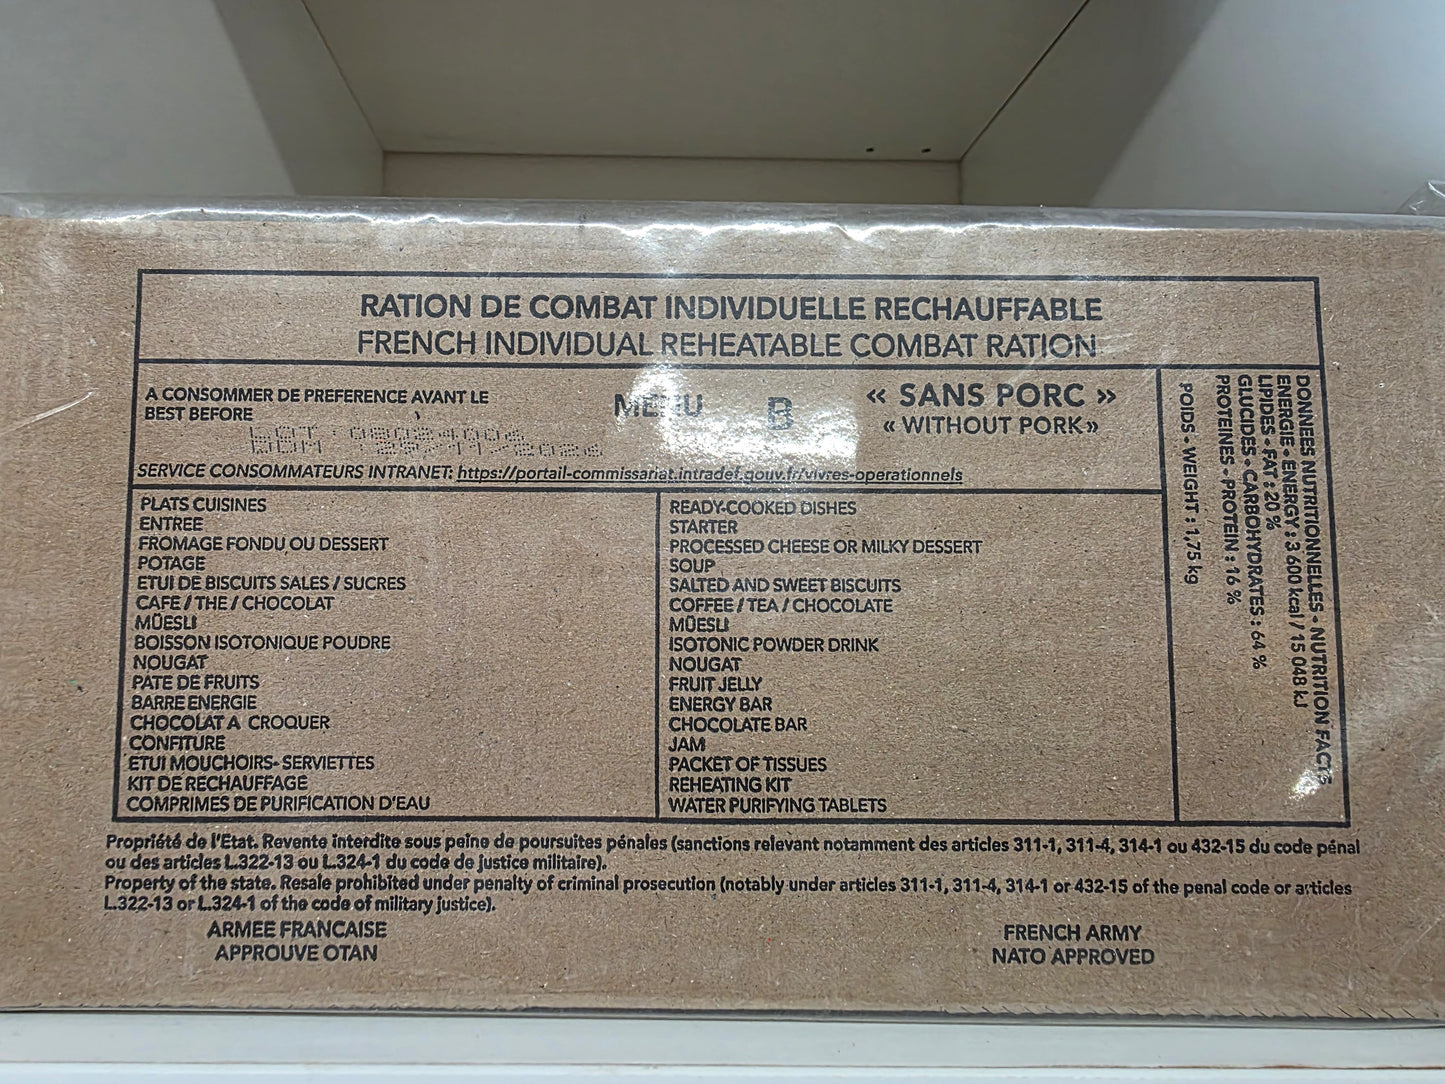 RATION DE COMBAT INDIVIDUELLE RECHAUFFABLE
FRENCH INDIVIDUAL REHEATABLE COMBAT RATION
A CONSOMMER DE PREFERENCE AVANT LE
BEST BEFORE
MENU B
« SANS PORC »
« WITHOUT PORK»
SERVICE CONSOMMATEURS INTRANET: https://portail-commissariat.intradef.gouv.fr/vivres-operationnels
PLATS CUISINES
ENTREE
FROMAGE FONDU OU DESSERT
POTAGE
ETUI DE BISCUITS SALES / SUCRES
CAFE / THE / CHOCOLAT
MÜESLI
BOISSON ISOTONIQUE POUDRE
NOUGAT
PATE DE FRUITS
BARRE ENERGIE
CHOCOLAT A CROQUER
CONFITURE
ETUI MOUCHOIRS- SERVIETTES
KIT DE RECHAUFFAGE
COMPRIMES DE PURIFICATION D'EAU
READY-COOKED DISHES
STARTER
PROCESSED CHEESE OR MILKY DESSERT
SOUP
SALTED AND SWEET BISCUITS
COFFEE / TEA / CHOCOLATE
MÜESLI
ISOTONIC POWDER DRINK
NOUGAT
FRUIT JELLY
ENERGY BAR
CHOCOLATE BAR
JAM
PACKET OF TISSUES
REHEATING KIT
WATER PURIFYING TABLETS
DONNEES NUTRITIONNELLES - NUTRITION FACTS
ENERGIE - ENERGY : 3 600 kcal / 15 048 kJ
LIPIDES - FAT : 20 %
GLUCIDES - CARBOHYDRATES : 64 %
PROTEINES - PROTEIN : 16 %
POIDS - WEIGHT : 1,75 kg
Propriété de l'Etat. Revente interdite sous peine de poursuites pénales (sanctions relevant notamment des articles 311-1, 311-4, 314-1 ou 432-15 du code pénal
ou des articles L.322-13 ou L.324-1 du code de justice militaire).
Property of the state. Resale prohibited under penalty of criminal prosecution (notably under articles 311-1, 311-4, 314-1 or 432-15 of the penal code or articles
L.322-13 or L.324-1 of the code of military justice).
ARMEE FRANCAISE
APPROUVE OTAN
FRENCH ARMY
NATO APPROVED